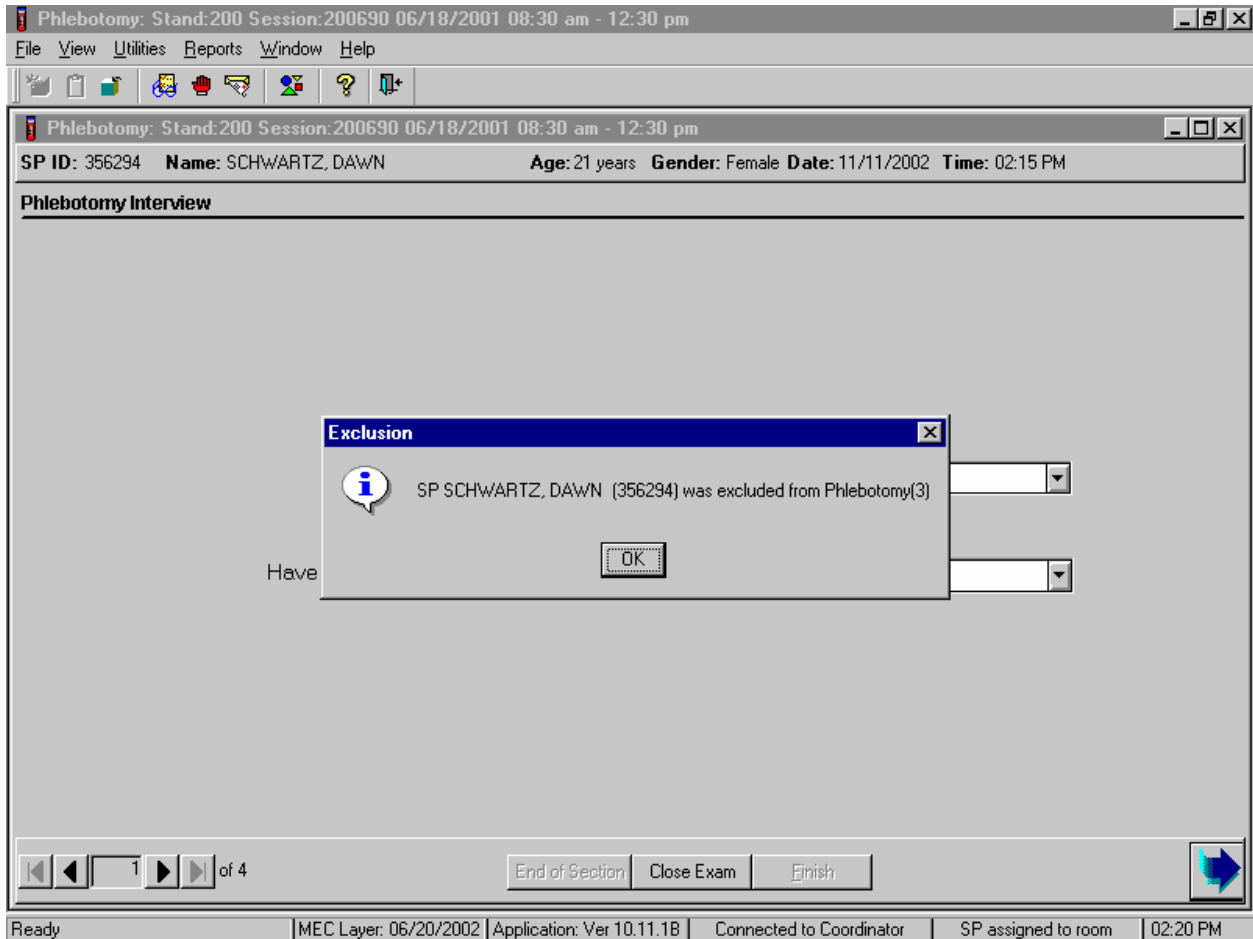 Phlebotomy: Stand:200 Session:200690 06/18/2001 08:30 am - 12:30 pm
File View Utilities Reports Window Help
Phlebotomy: Stand:200 Session:200690 06/18/2001 08:30 am - 12:30 pm
SP ID: 356294 Name: SCHWARTZ, DAWN Age: 21 years Gender: Female Date: 11/11/2002 Time: 02:15 PM
Phlebotomy Interview
Exclusion
SP SCHWARTZ, DAWN (356294) was excluded from Phlebotomy(3)
OK
Have
1 of 4 End of Section Close Exam Finish
Ready MEC Layer: 06/20/2002 Application: Ver 10.11.1B Connected to Coordinator SP assigned to room 02:20 PM